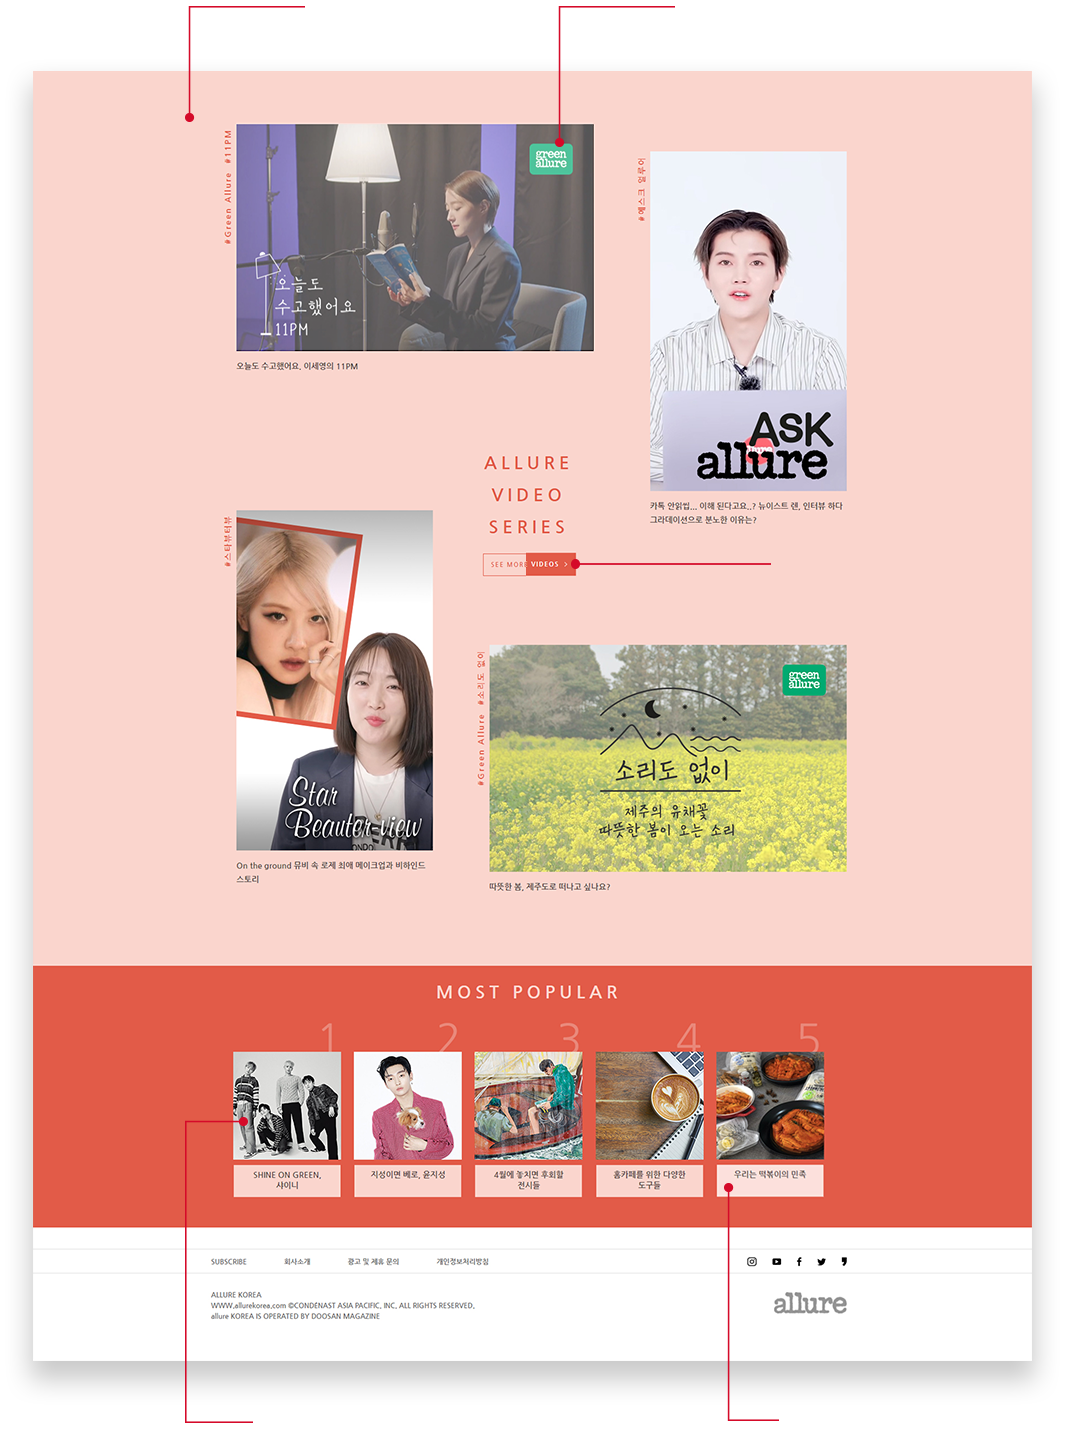 #Green Allure #11PM
green
allure
오늘도
수고했어요
11PM
오늘도 수고했어요, 이세영의 11PM
#에스크 얼루어
ASK
allure
카톡 안읽씹... 이해 된다고요..? 뉴이스트 렌, 인터뷰 하다
그라데이션으로 분노한 이유는?
ALLURE
VIDEO
SERIES
SEE MORE VIDEOS >
#스타뷰터뷰
Star
Beauter-view
On the ground 뮤비 속 로제 최애 메이크업과 비하인드
스토리
#Green Allure #소리도 없이
green
allure
소리도 없이
제주의 유채꽃
따뜻한 봄이 오는 소리
따뜻한 봄, 제주도로 떠나고 싶나요?
MOST POPULAR
1 2 3 4 5
SHINE ON GREEN,
샤이니
지성이면 베로, 윤지성
4월에 놓치면 후회할
전시들
홈카페를 위한 다양한
도구들
우리는 떡볶이의 민족
SUBSCRIBE 회사소개 광고 및 제휴 문의 개인정보처리방침
ALLURE KOREA
WWW.allurekorea.com ©CONDENAST ASIA PACIFIC, INC. ALL RIGHTS RESERVED.
allure KOREA IS OPERATED BY DOOSAN MAGAZINE
allure